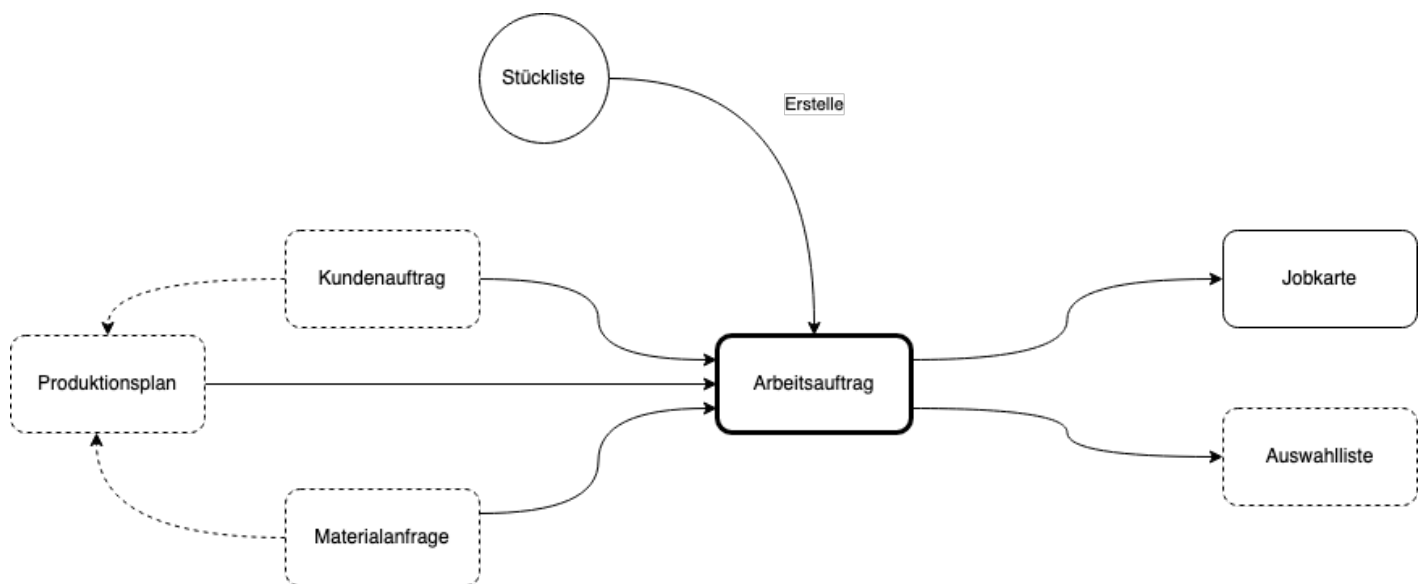 Stückliste
Erstelle
Kundenauftrag
Jobkarte
Produktionsplan
Arbeitsauftrag
Auswahlliste
Materialanfrage